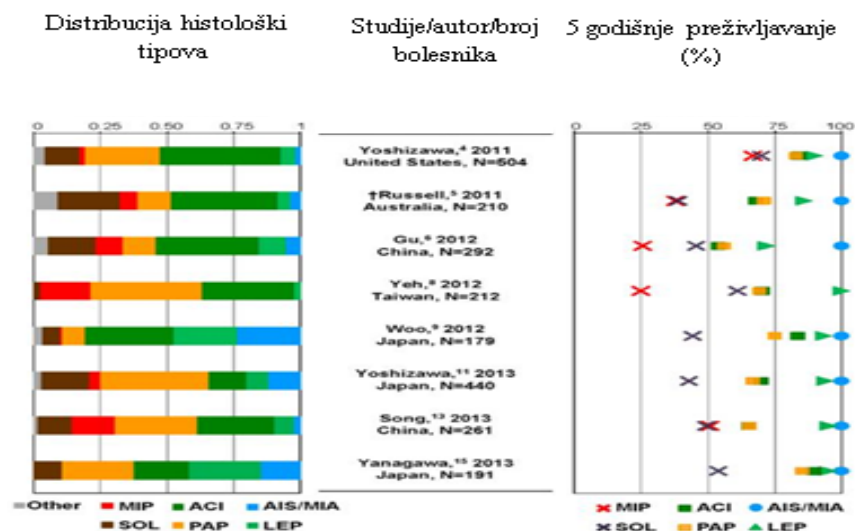 Distribucija histološki
tipova
Studije/autor/broj
bolesnika
5 godišnje preživljavanje
(%)
0 0.25 0.50 0.75 1
0 25 50 75 100
Yoshizawa,⁴ 2011
United States, N=504
†Russell,⁵ 2011
Australia, N=210
Gu,⁶ 2012
China, N=292
Yeh,⁸ 2012
Taiwan, N=212
Woo,⁹ 2012
Japan, N=179
Yoshizawa,¹¹ 2013
Japan, N=440
Song,¹³ 2013
China, N=261
Yanagawa,¹⁵ 2013
Japan, N=191
Other MIP ACI AIS/MIA
SOL PAP LEP
MIP ACI AIS/MIA
SOL PAP LEP